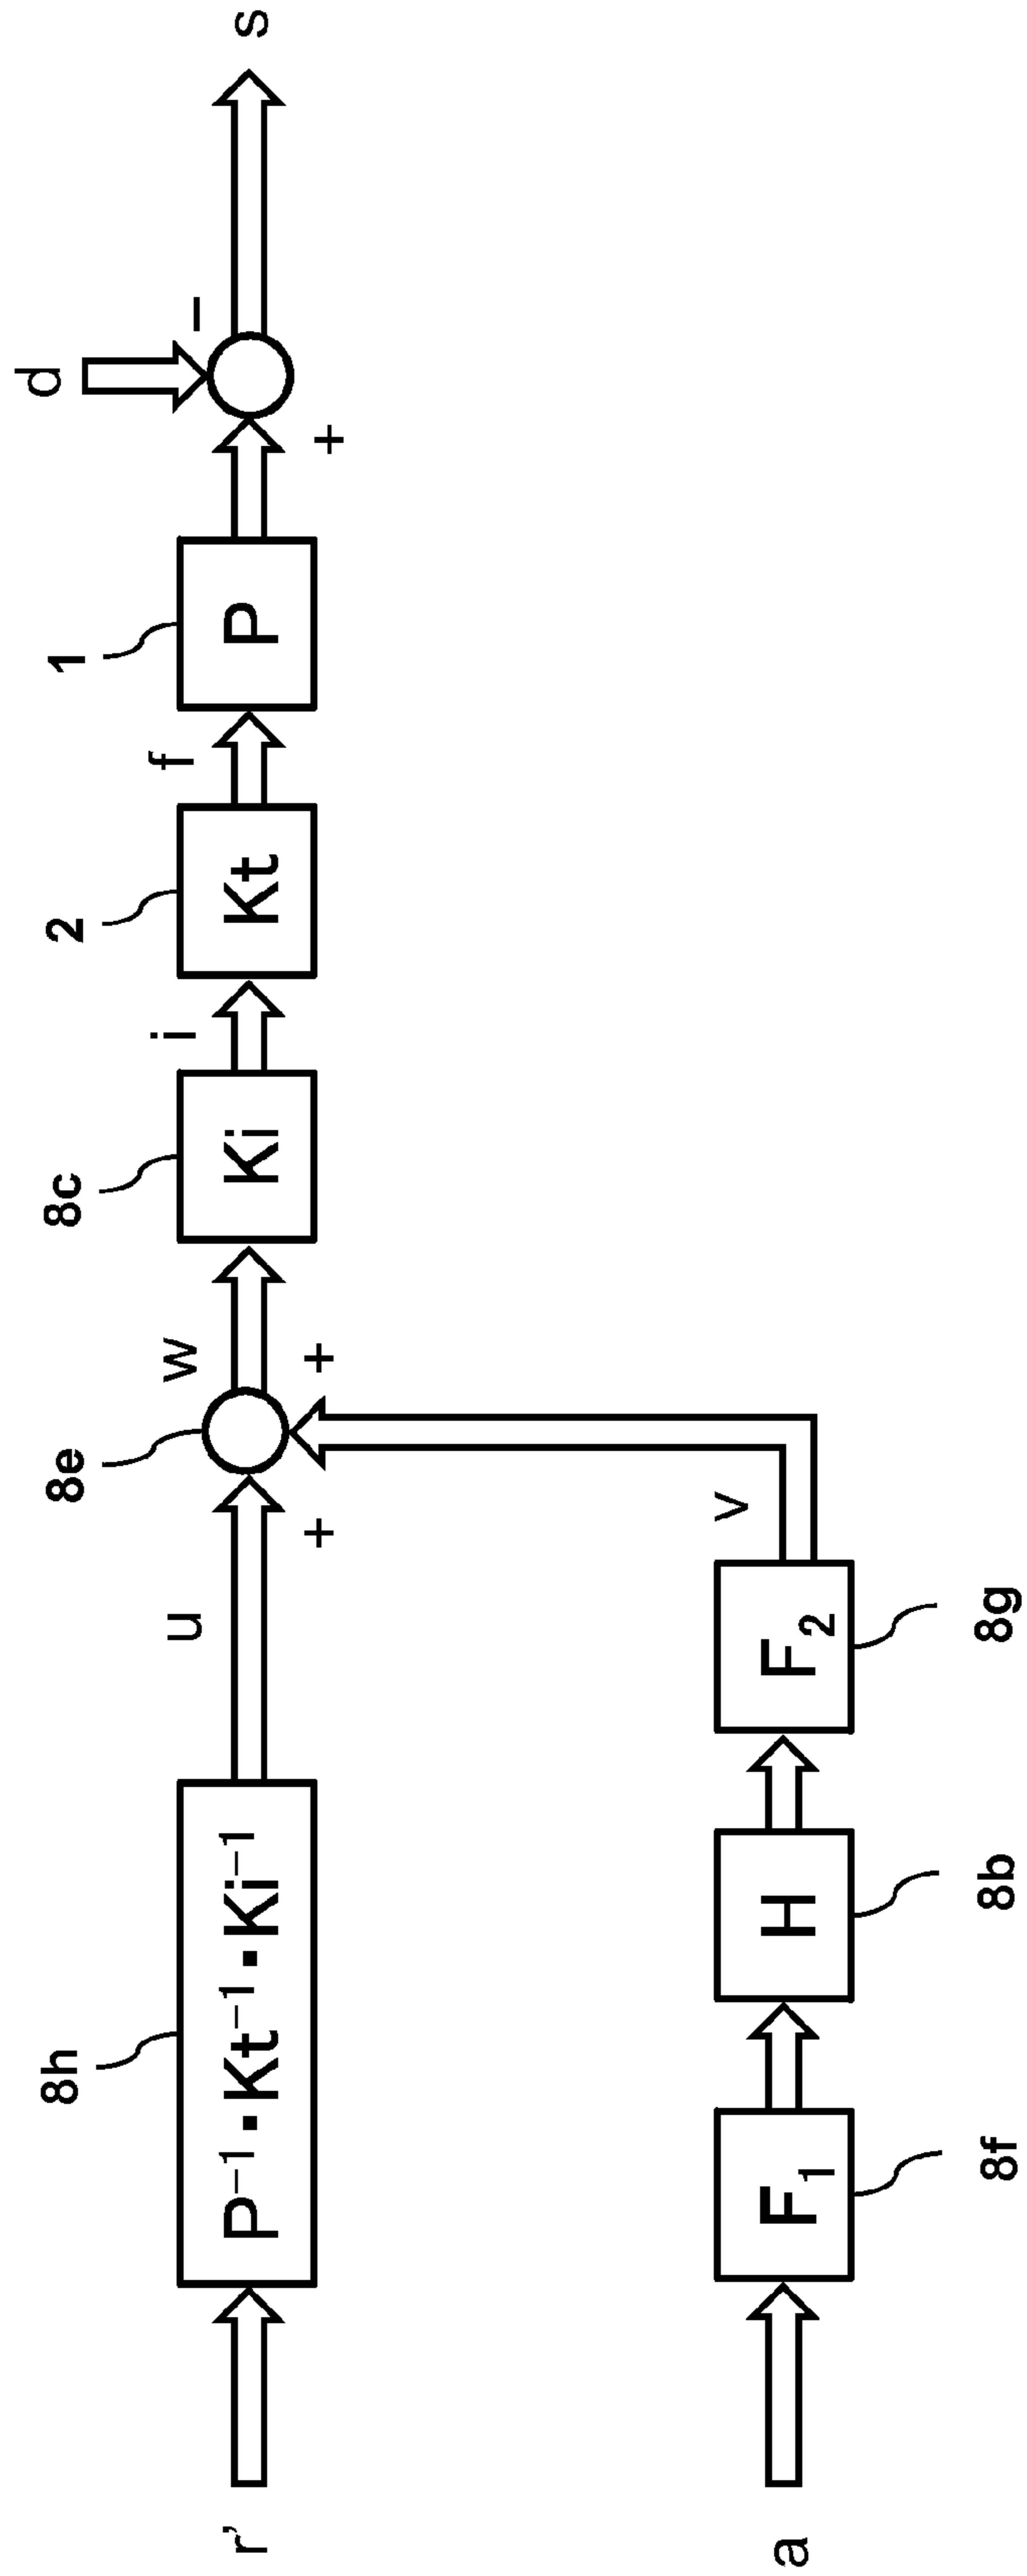 8h 8e 8c 2 1 d
r' P⁻¹▪Kt⁻¹▪Ki⁻¹ u w Ki i Kt f P − s
+ + +
a F₁ H F₂ v
8f 8b 8g